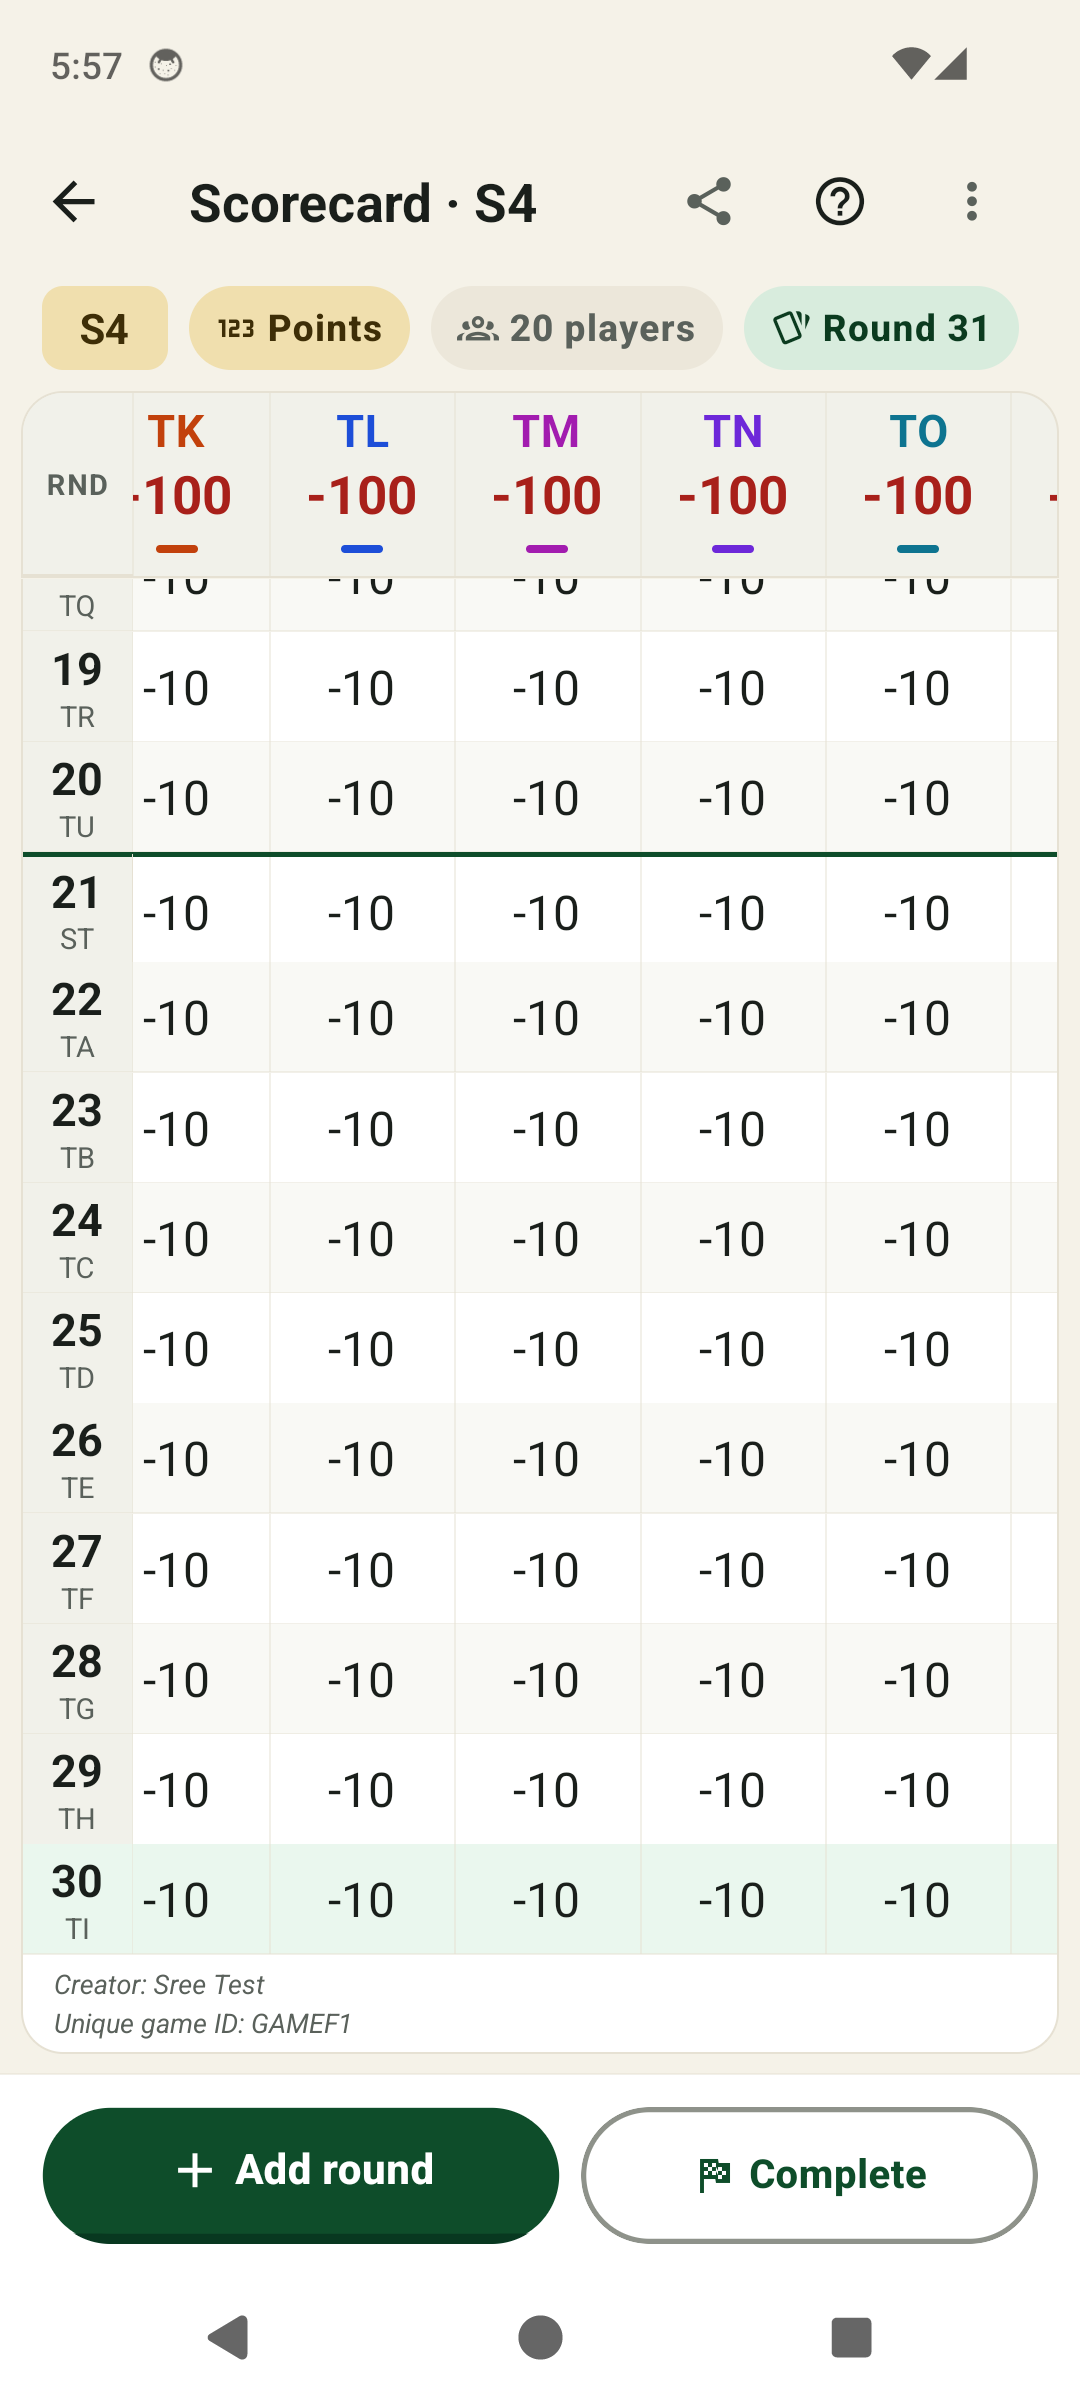 5:57
Scorecard · S4
S4 123 Points 20 players Round 31
RND TK TL TM TN TO
-100 -100 -100 -100 -100
TQ -10 -10 -10 -10 -10
19 TR -10 -10 -10 -10 -10
20 TU -10 -10 -10 -10 -10
21 ST -10 -10 -10 -10 -10
22 TA -10 -10 -10 -10 -10
23 TB -10 -10 -10 -10 -10
24 TC -10 -10 -10 -10 -10
25 TD -10 -10 -10 -10 -10
26 TE -10 -10 -10 -10 -10
27 TF -10 -10 -10 -10 -10
28 TG -10 -10 -10 -10 -10
29 TH -10 -10 -10 -10 -10
30 TI -10 -10 -10 -10 -10
Creator: Sree Test
Unique game ID: GAMEF1
+ Add round Complete